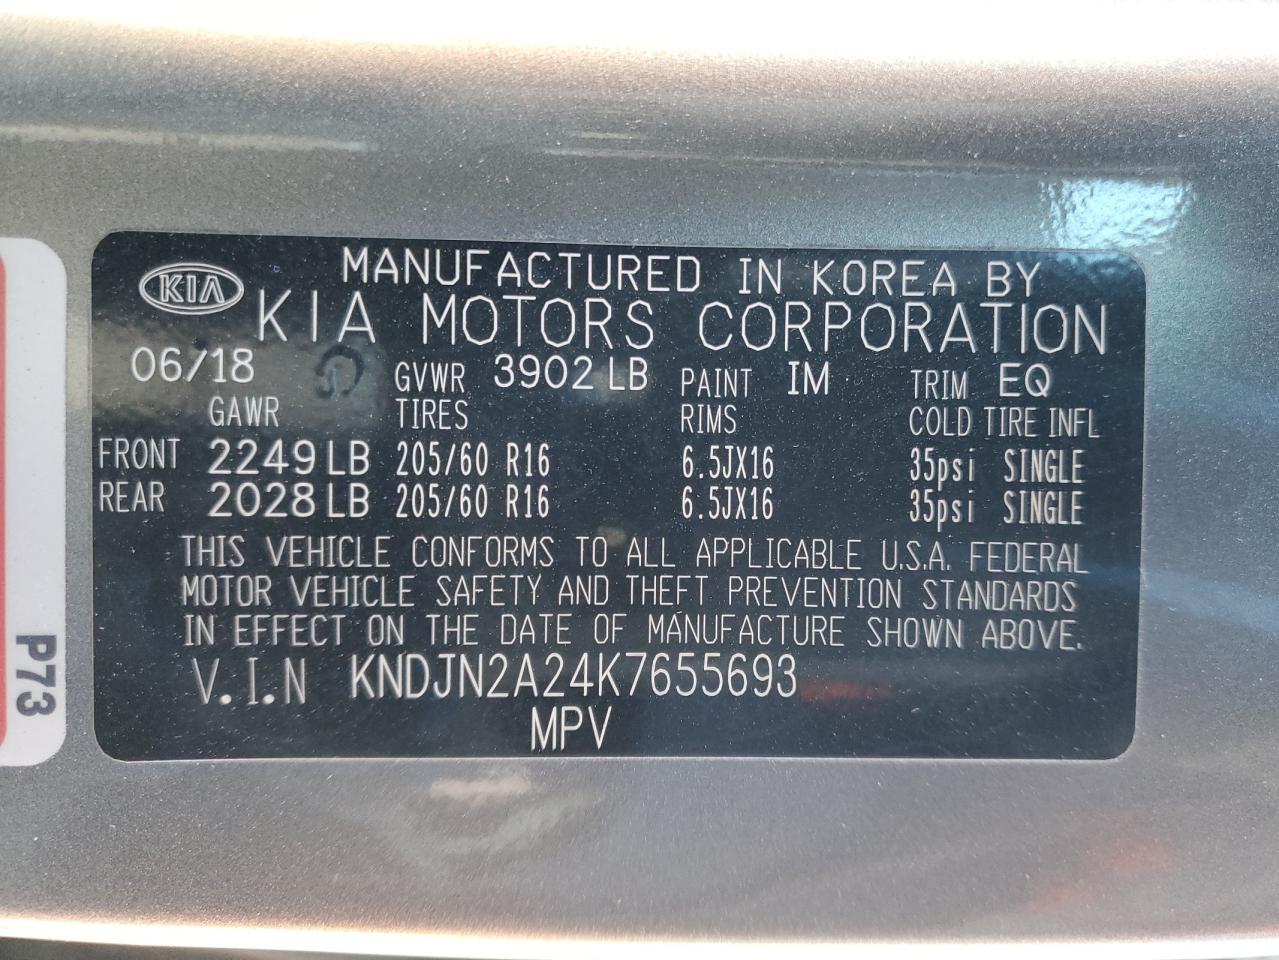 MANUFACTURED IN KOREA BY
KIA KIA MOTORS CORPORATION
06/18 D GVWR 3902 LB PAINT IM TRIM EQ
GAWR TIRES RIMS COLD TIRE INFL
FRONT 2249 LB 205/60 R16 6.5JX16 35psi SINGLE
REAR 2028 LB 205/60 R16 6.5JX16 35psi SINGLE
THIS VEHICLE CONFORMS TO ALL APPLICABLE U.S.A. FEDERAL
MOTOR VEHICLE SAFETY AND THEFT PREVENTION STANDARDS
IN EFFECT ON THE DATE OF MANUFACTURE SHOWN ABOVE.
V.I.N KNDJN2A24K7655693
MPV
P73